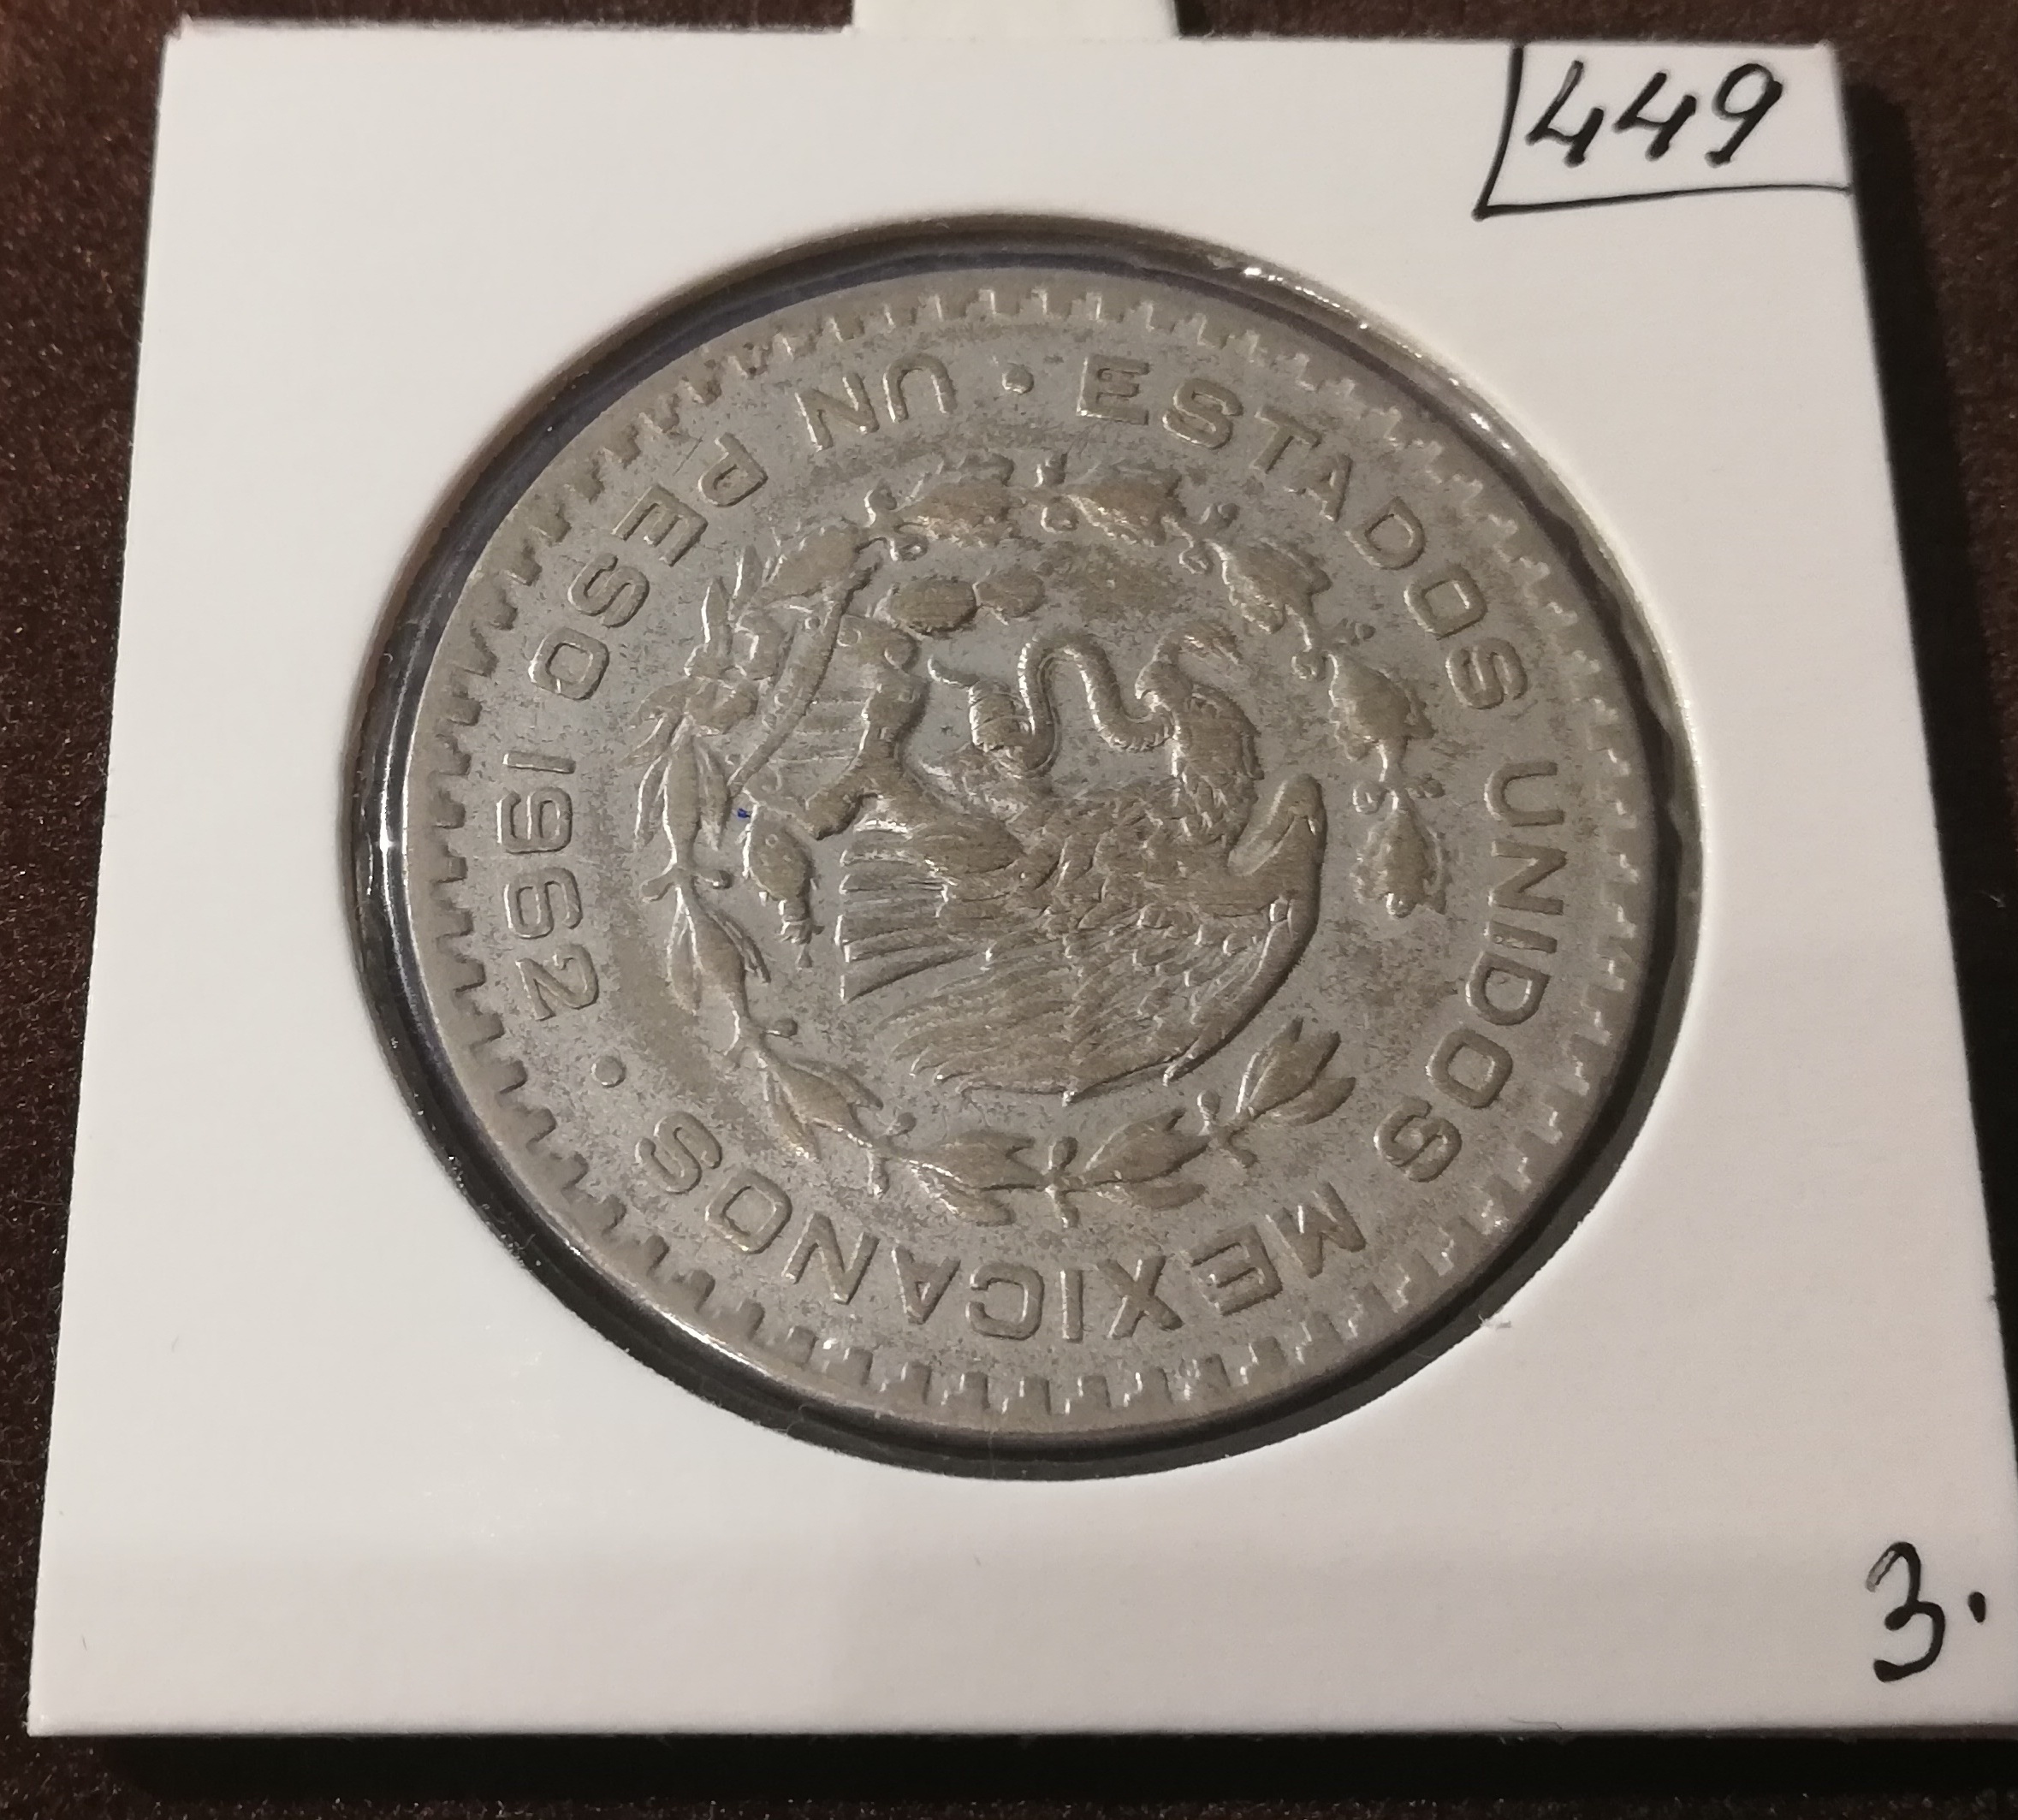 449
ESTADOS UNIDOS MEXICANOS
• UN PESO 1962 •
3.